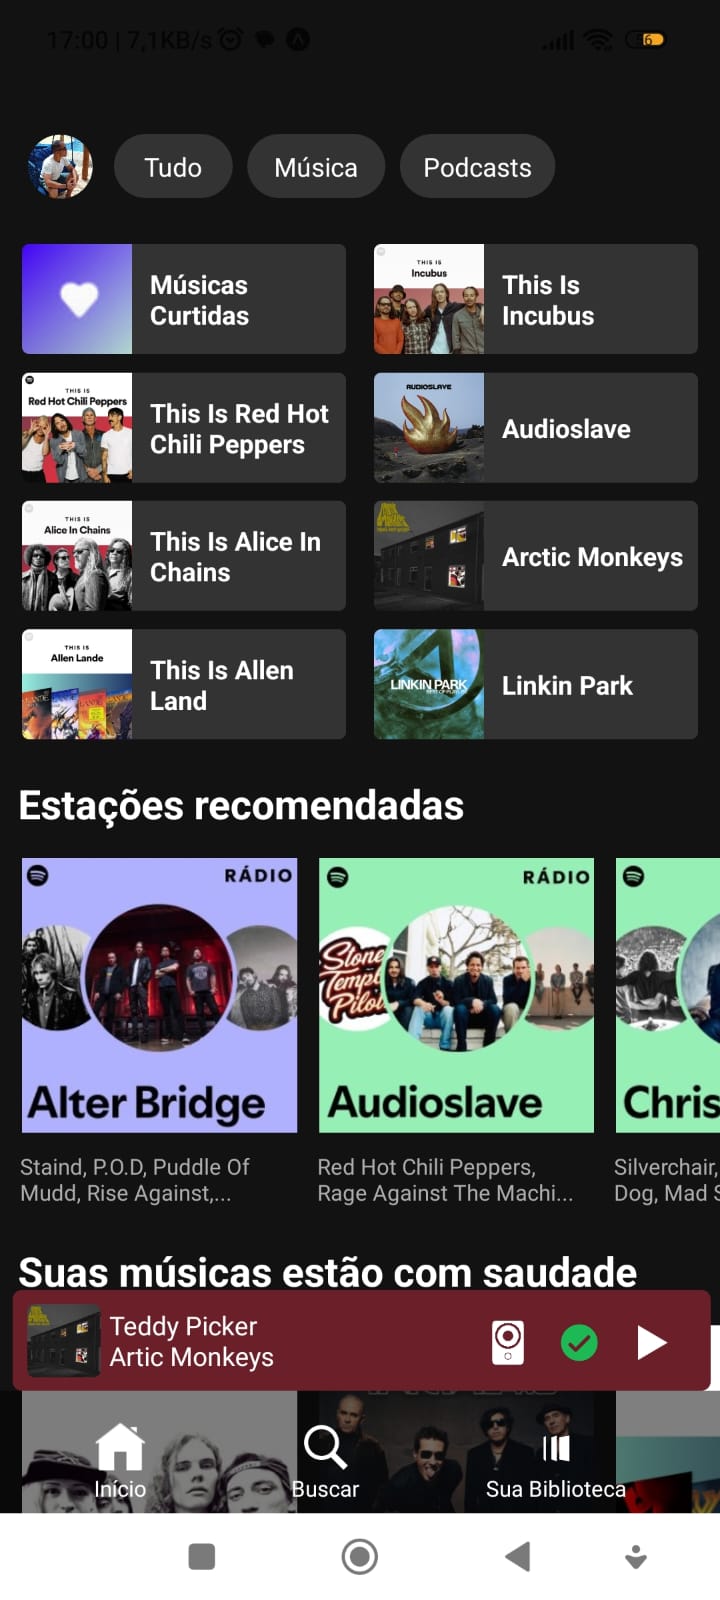 17:00 | 7,1KB/s
6
Tudo
Música
Podcasts
Músicas
Curtidas
THIS IS
Incubus
This Is
Incubus
THIS IS
Red Hot Chili Peppers
This Is Red Hot
Chili Peppers
AUDIOSLAVE
Audioslave
THIS IS
Alice In Chains
This Is Alice In
Chains
Arctic Monkeys
THIS IS
Allen Lande
This Is Allen
Land
LINKIN PARK
Linkin Park
Estações recomendadas
RÁDIO
Alter Bridge
RÁDIO
Stone
Temple
Pilot
Audioslave
Chris
Staind, P.O.D, Puddle Of
Mudd, Rise Against,...
Red Hot Chili Peppers,
Rage Against The Machi...
Silverchair,
Dog, Mad S
Suas músicas estão com saudade
Teddy Picker
Artic Monkeys
Início
Buscar
Sua Biblioteca